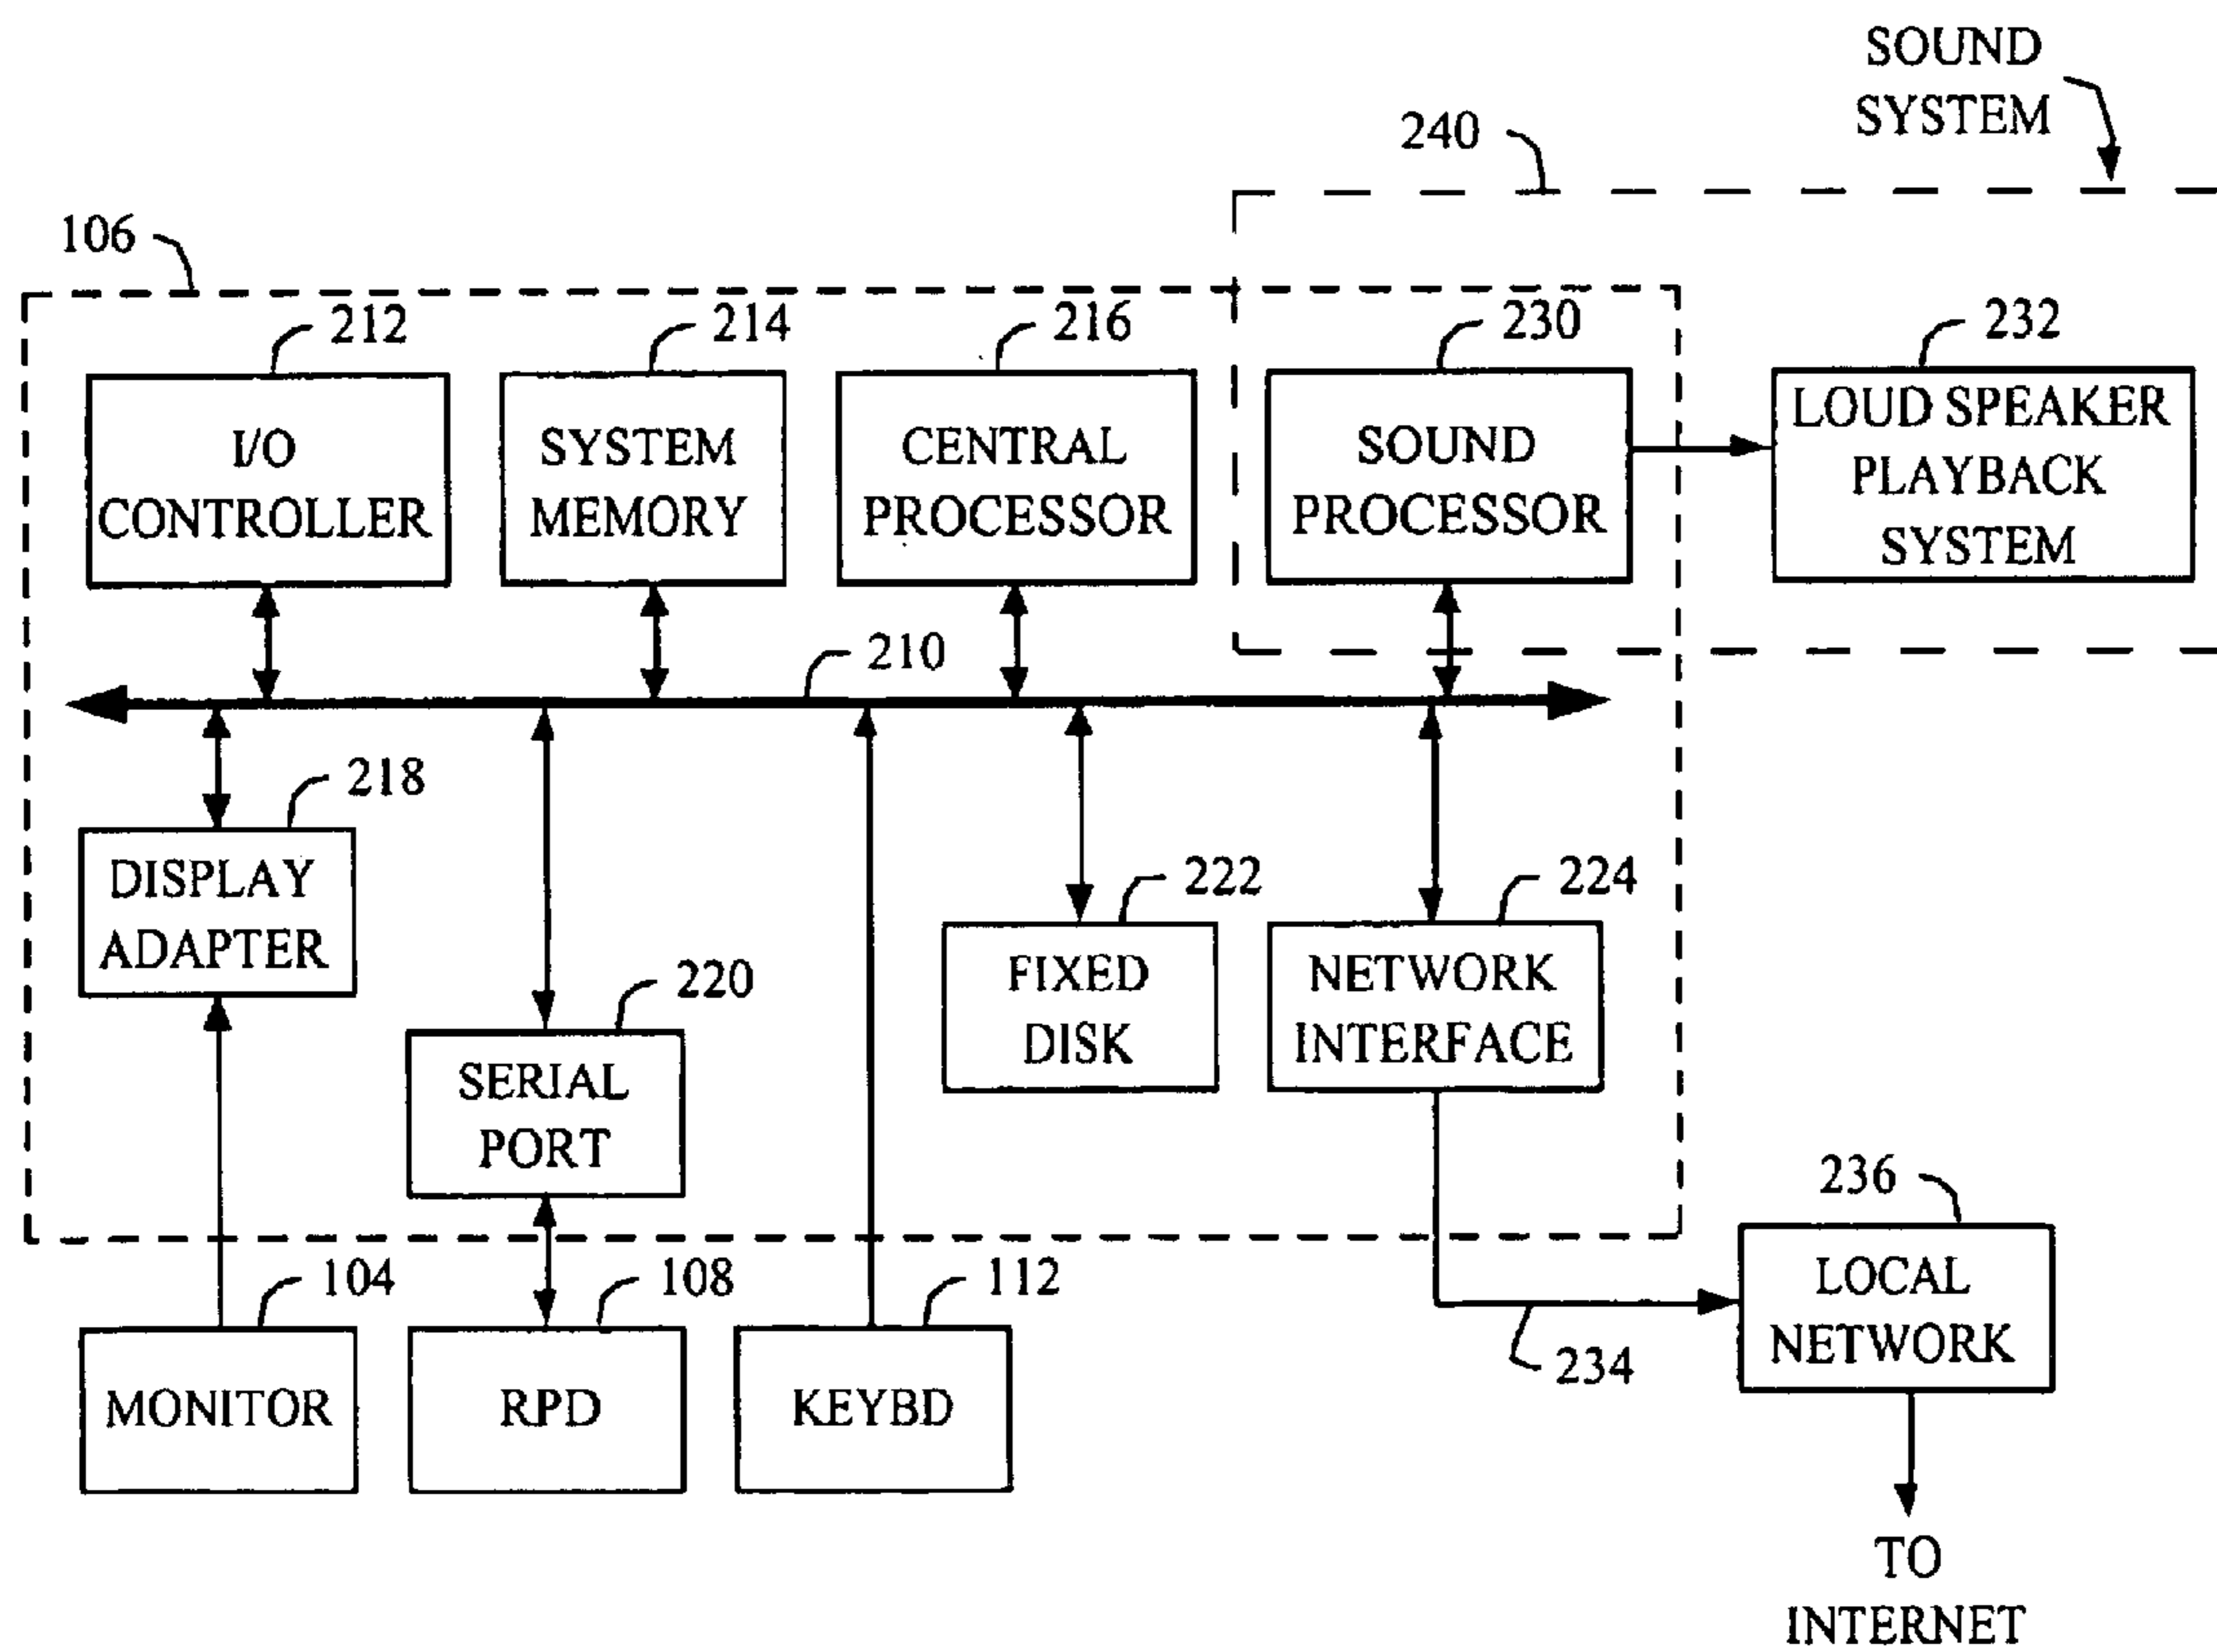 SOUND
SYSTEM
240
106
212
214
216
230
232
I/O
CONTROLLER
SYSTEM
MEMORY
CENTRAL
PROCESSOR
SOUND
PROCESSOR
LOUD SPEAKER
PLAYBACK
SYSTEM
210
218
DISPLAY
ADAPTER
220
SERIAL
PORT
222
FIXED
DISK
224
NETWORK
INTERFACE
236
LOCAL
NETWORK
234
104
MONITOR
108
RPD
112
KEYBD
TO
INTERNET